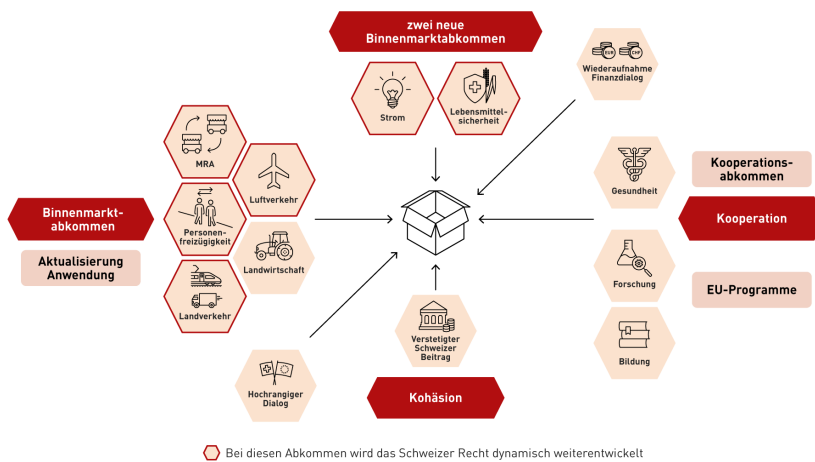 zwei neue
Binnenmarktabkommen
Strom
Lebensmittel-
sicherheit
EUR
CHF
Wiederaufnahme
Finanzdialog
MRA
Luftverkehr
Personen-
freizügigkeit
Landwirtschaft
Landverkehr
Binnenmarkt-
abkommen
Aktualisierung
Anwendung
Gesundheit
Kooperations-
abkommen
Kooperation
Forschung
EU-Programme
Bildung
Verstetigter
Schweizer
Beitrag
Kohäsion
Hochrangiger
Dialog
Bei diesen Abkommen wird das Schweizer Recht dynamisch weiterentwickelt